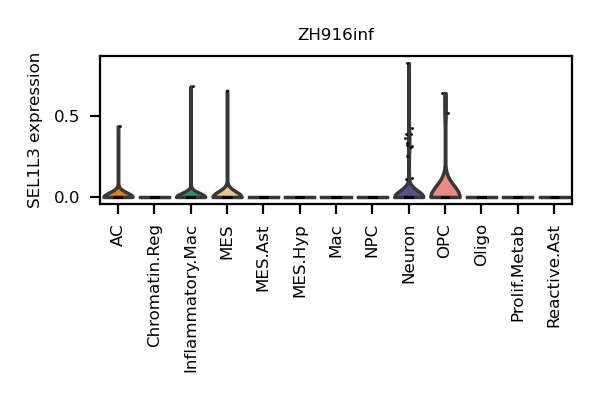 ZH916inf
SEL1L3 expression
0.5
0.0
AC
Chromatin.Reg
Inflammatory.Mac
MES
MES.Ast
MES.Hyp
Mac
NPC
Neuron
OPC
Oligo
Prolif.Metab
Reactive.Ast